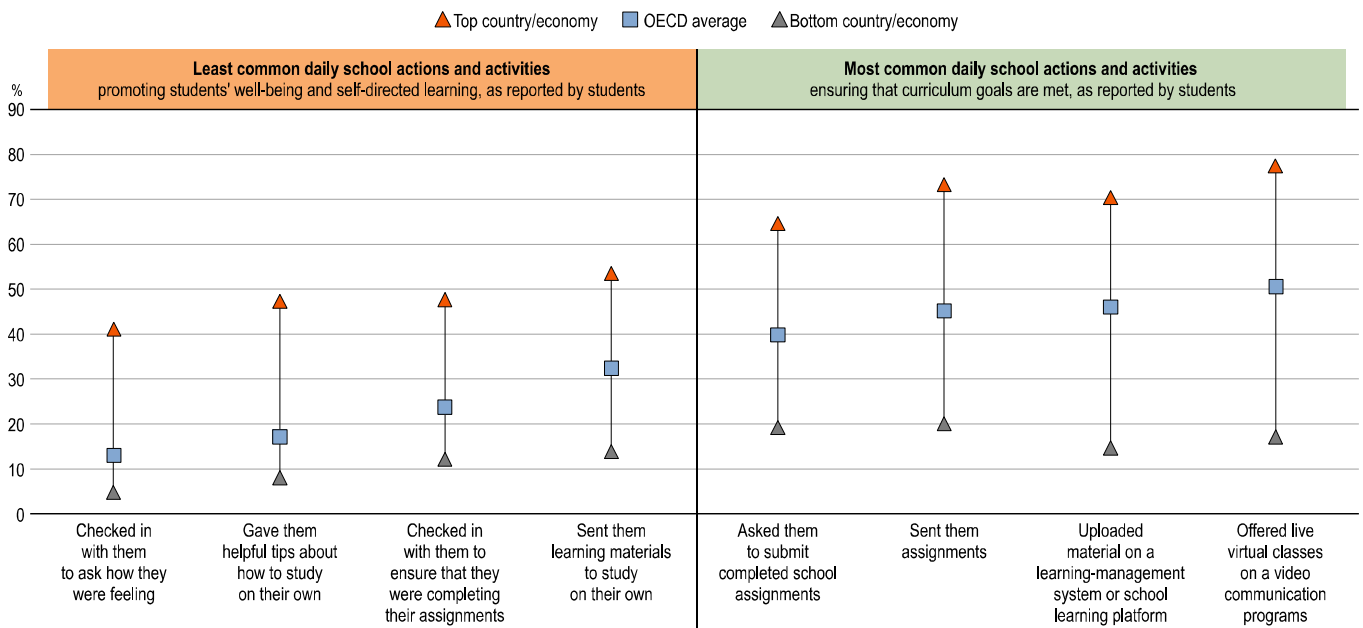 Top country/economy OECD average Bottom country/economy
Least common daily school actions and activities
promoting students' well-being and self-directed learning, as reported by students
Most common daily school actions and activities
ensuring that curriculum goals are met, as reported by students
%
90
80
70
60
50
40
30
20
10
0
Checked in
with them
to ask how they
were feeling
Gave them
helpful tips about
how to study
on their own
Checked in
with them to
ensure that they
were completing
their assignments
Sent them
learning materials
to study
on their own
Asked them
to submit
completed school
assignments
Sent them
assignments
Uploaded
material on a
learning-management
system or school
learning platform
Offered live
virtual classes
on a video
communication
programs